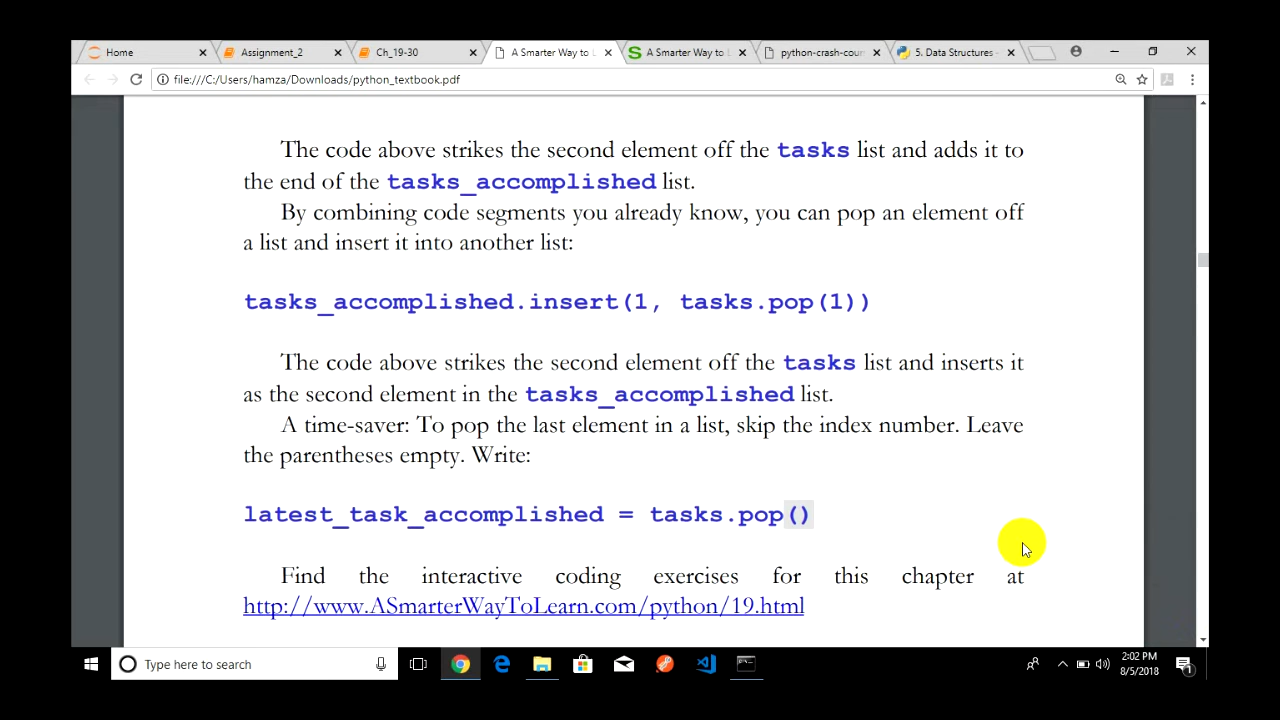 Home
Assignment_2
Ch_19-30
A Smarter Way to L
A Smarter Way to L
python-crash-cour
5. Data Structures -
file:///C:/Users/hamza/Downloads/python_textbook.pdf
The code above strikes the second element off the tasks list and adds it to
the end of the tasks_accomplished list.
By combining code segments you already know, you can pop an element off
a list and insert it into another list:
tasks_accomplished.insert(1, tasks.pop(1))
The code above strikes the second element off the tasks list and inserts it
as the second element in the tasks_accomplished list.
A time-saver: To pop the last element in a list, skip the index number. Leave
the parentheses empty. Write:
latest_task_accomplished = tasks.pop()
Find the interactive coding exercises for this chapter at
http://www.ASmarterWayToLearn.com/python/19.html
Type here to search
2:02 PM
8/5/2018
1